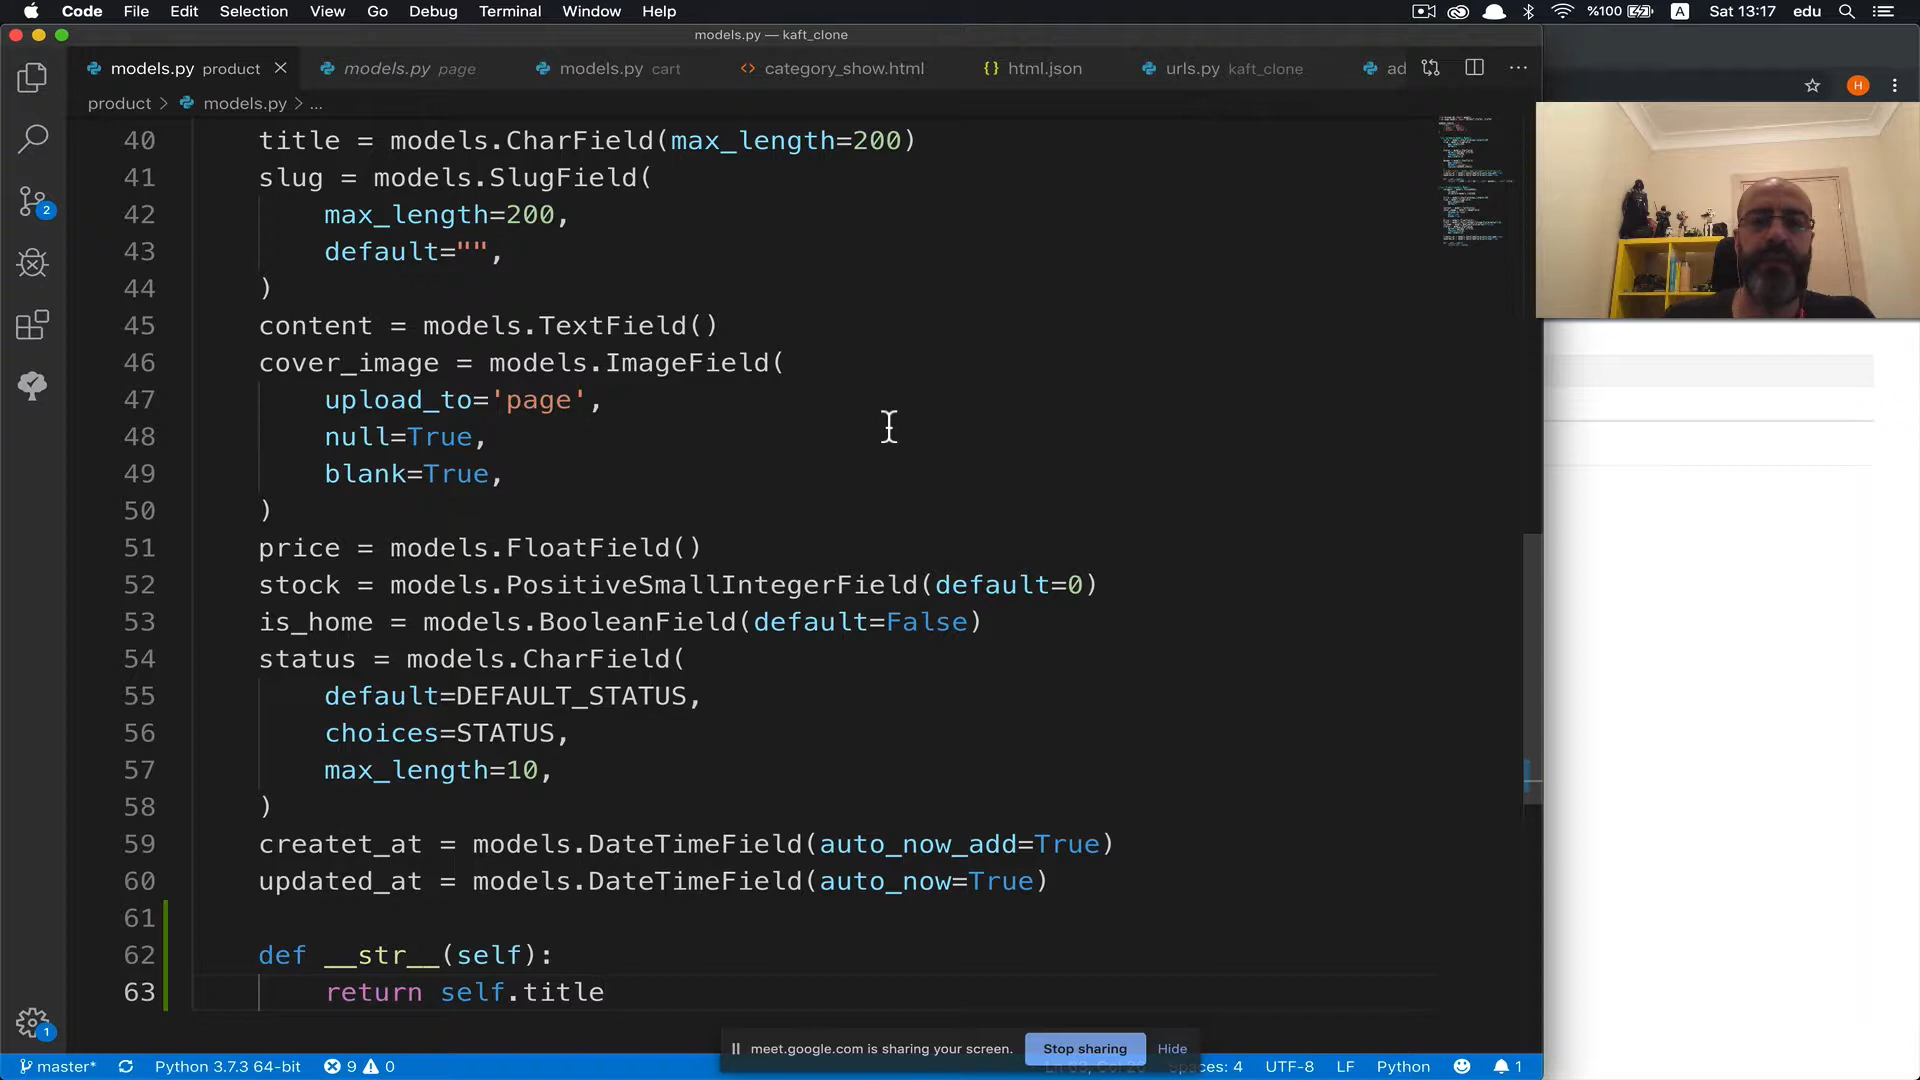 Code File Edit Selection View Go Debug Terminal Window Help %100 A Sat 13:17 edu
models.py — kaft_clone
models.py product models.py page models.py cart <> category_show.html {} html.json urls.py kaft_clone ad ...
H
product > models.py > ...
40 title = models.CharField(max_length=200)
41 slug = models.SlugField(
42 max_length=200,
43 default="",
44 )
45 content = models.TextField()
46 cover_image = models.ImageField(
47 upload_to='page',
48 null=True,
49 blank=True,
50 )
51 price = models.FloatField()
52 stock = models.PositiveSmallIntegerField(default=0)
53 is_home = models.BooleanField(default=False)
54 status = models.CharField(
55 default=DEFAULT_STATUS,
56 choices=STATUS,
57 max_length=10,
58 )
59 createt_at = models.DateTimeField(auto_now_add=True)
60 updated_at = models.DateTimeField(auto_now=True)
61
62 def __str__(self):
63 return self.title
2
1
meet.google.com is sharing your screen. Stop sharing Hide
master* Python 3.7.3 64-bit 9 0 Spaces: 4 UTF-8 LF Python 1